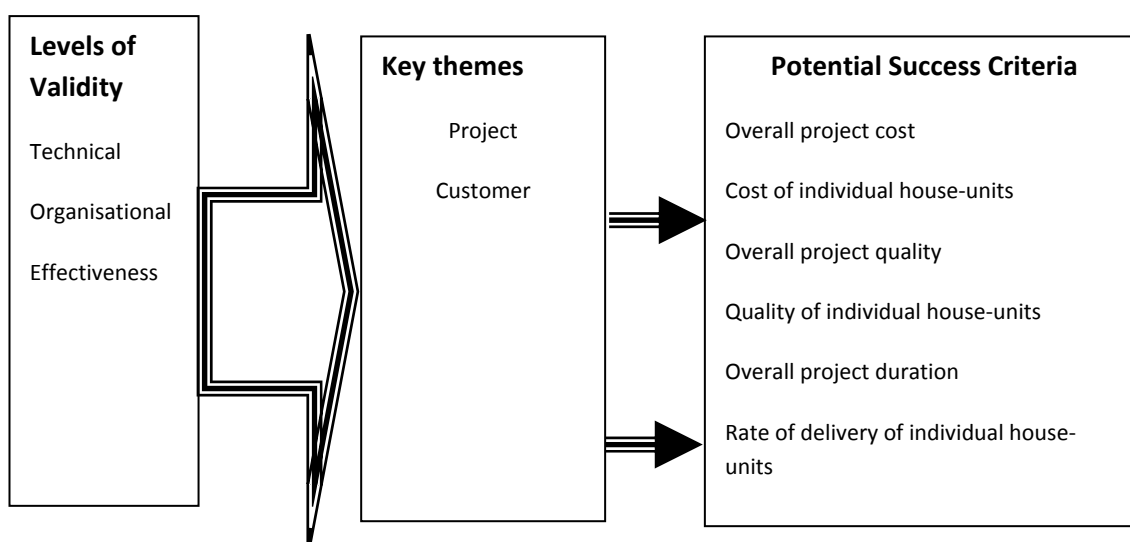 Levels of
Validity
Technical
Organisational
Effectiveness
Key themes
Project
Customer
Potential Success Criteria
Overall project cost
Cost of individual house-units
Overall project quality
Quality of individual house-units
Overall project duration
Rate of delivery of individual house-
units